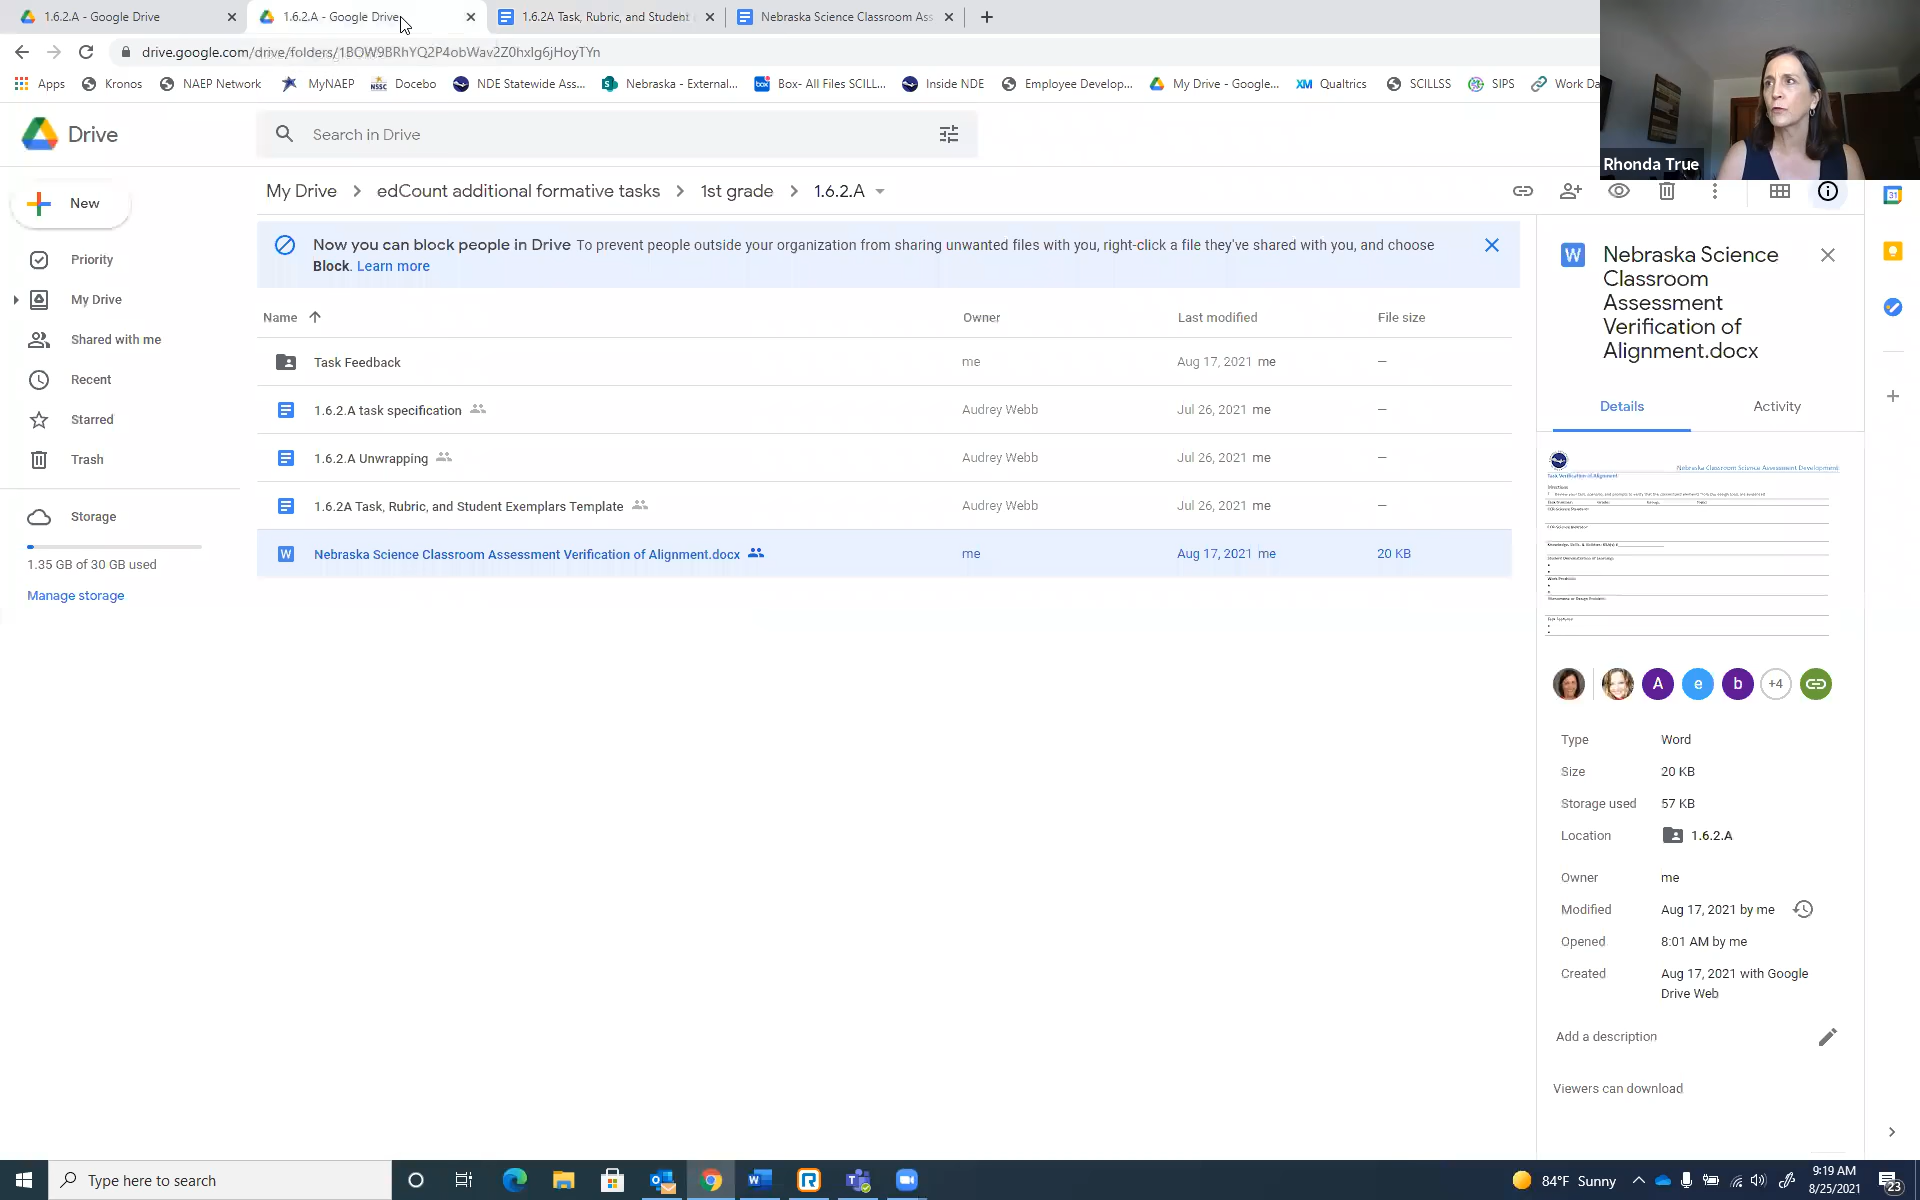 1.6.2.A - Google Drive
1.6.2.A - Google Drive
1.6.2A Task, Rubric, and Student
Nebraska Science Classroom Ass
drive.google.com/drive/folders/1BOW9BRhYQ2P4obWav2Z0hxlg6jHoyTYn
Apps Kronos NAEP Network MyNAEP Docebo NDE Statewide Ass... Nebraska - External... Box- All Files SCILL... Inside NDE Employee Develop... My Drive - Google... Qualtrics SCILLSS SIPS Work Da
Rhonda True
Drive
Search in Drive
My Drive > edCount additional formative tasks > 1st grade > 1.6.2.A
New
Priority
My Drive
Shared with me
Recent
Starred
Trash
Storage
1.35 GB of 30 GB used
Manage storage
Now you can block people in Drive To prevent people outside your organization from sharing unwanted files with you, right-click a file they've shared with you, and choose
Block. Learn more
Name Owner Last modified File size
Task Feedback me Aug 17, 2021 me —
1.6.2.A task specification Audrey Webb Jul 26, 2021 me —
1.6.2.A Unwrapping Audrey Webb Jul 26, 2021 me —
1.6.2A Task, Rubric, and Student Exemplars Template Audrey Webb Jul 26, 2021 me —
W Nebraska Science Classroom Assessment Verification of Alignment.docx me Aug 17, 2021 me 20 KB
W Nebraska Science
Classroom
Assessment
Verification of
Alignment.docx
Details Activity
Nebraska Classroom Science Assessment Development
Task Verification of Alignment
A e b +4
Type Word
Size 20 KB
Storage used 57 KB
Location 1.6.2.A
Owner me
Modified Aug 17, 2021 by me
Opened 8:01 AM by me
Created Aug 17, 2021 with Google
Drive Web
Add a description
Viewers can download
Type here to search
84°F Sunny
9:19 AM
8/25/2021
23